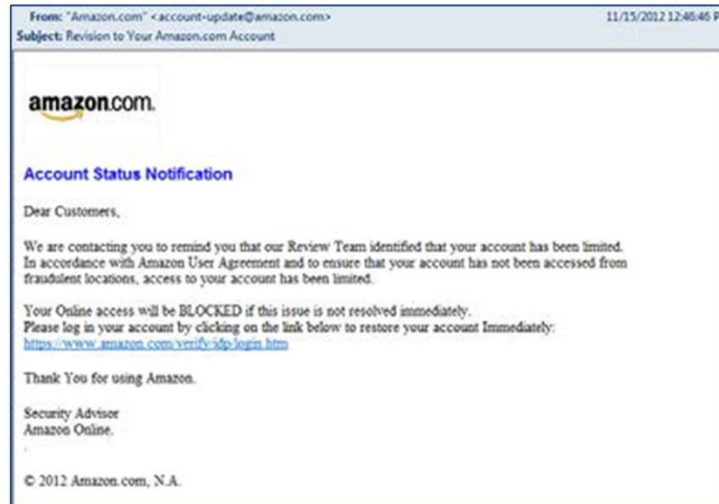 From: "Amazon.com" <account-update@amazon.com>
11/15/2012 12:46:46 P
Subject: Revision to Your Amazon.com Account
amazon.com.
Account Status Notification
Dear Customers,
We are contacting you to remind you that our Review Team identified that your account has been limited.
In accordance with Amazon User Agreement and to ensure that your account has not been accessed from
fraudulent locations, access to your account has been limited.
Your Online access will be BLOCKED if this issue is not resolved immediately.
Please log in your account by clicking on the link below to restore your account Immediately:
https://www.amazon.com/verify/idp/login.htm
Thank You for using Amazon.
Security Advisor
Amazon Online.
.
© 2012 Amazon.com, N.A.